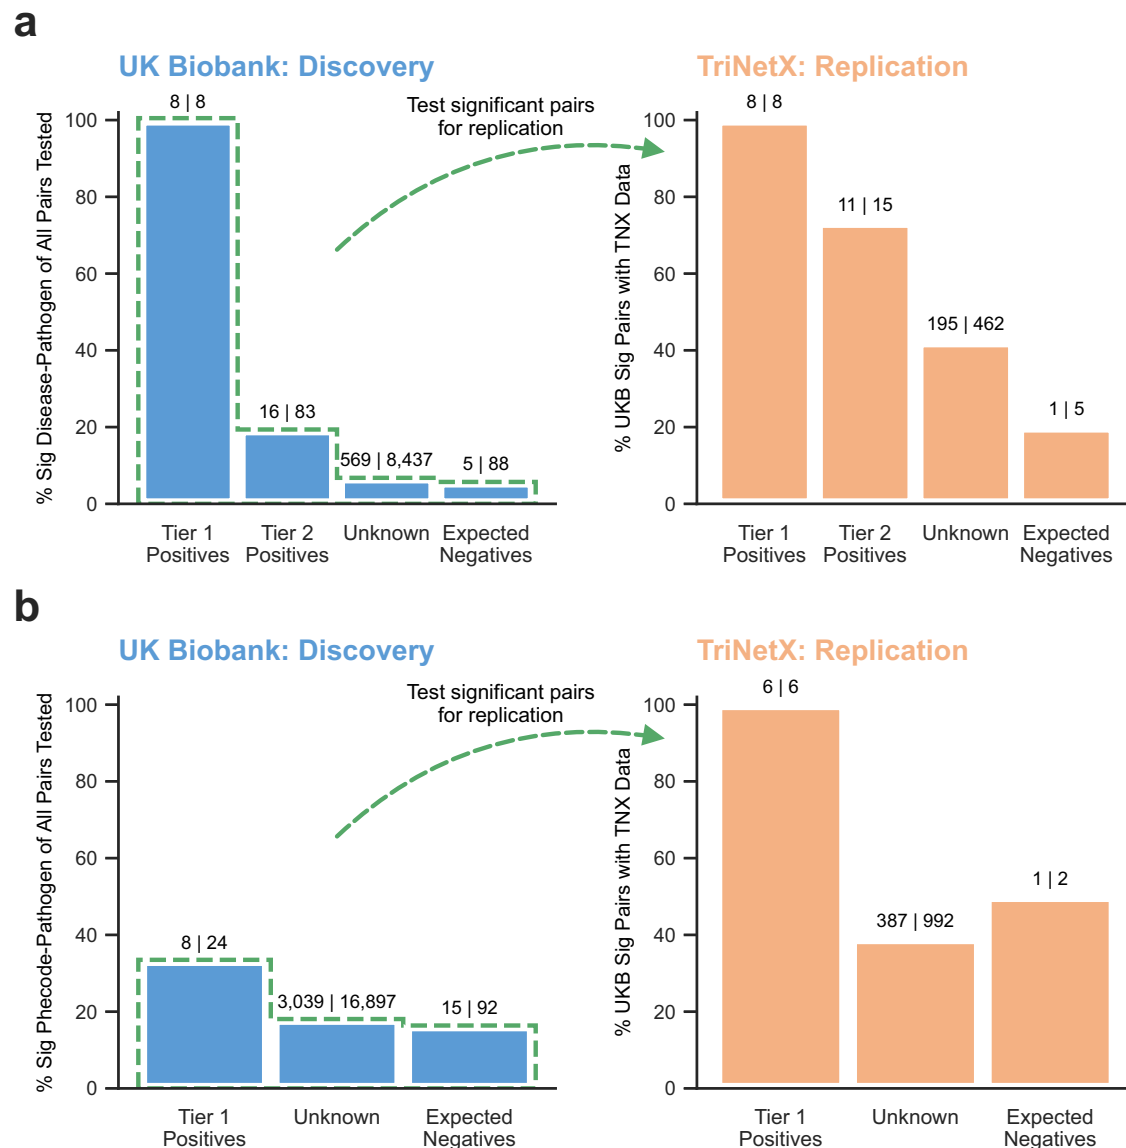 a
UK Biobank: Discovery
% Sig Disease-Pathogen of All Pairs Tested
100
80
60
40
20
0
8 | 8
16 | 83
569 | 8,437
5 | 88
Tier 1
Positives
Tier 2
Positives
Unknown
Expected
Negatives
Test significant pairs
for replication
TriNetX: Replication
% UKB Sig Pairs with TNX Data
100
80
60
40
20
0
8 | 8
11 | 15
195 | 462
1 | 5
Tier 1
Positives
Tier 2
Positives
Unknown
Expected
Negatives
b
UK Biobank: Discovery
% Sig Phecode-Pathogen of All Pairs Tested
100
80
60
40
20
0
8 | 24
3,039 | 16,897
15 | 92
Tier 1
Positives
Unknown
Expected
Negatives
Test significant pairs
for replication
TriNetX: Replication
% UKB Sig Pairs with TNX Data
100
80
60
40
20
0
6 | 6
387 | 992
1 | 2
Tier 1
Positives
Unknown
Expected
Negatives